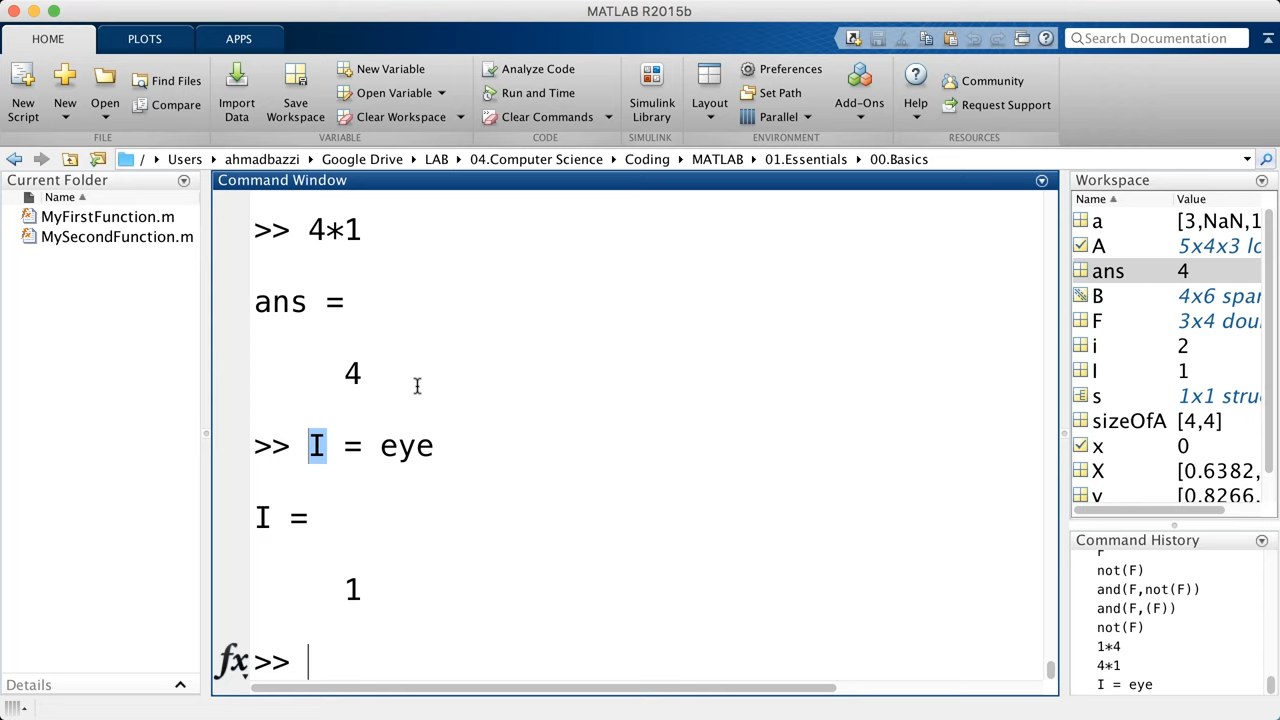 MATLAB R2015b
HOME PLOTS APPS
Search Documentation
New Script
New
Open
Find Files
Compare
FILE
Import Data
Save Workspace
New Variable
Open Variable
Clear Workspace
VARIABLE
Analyze Code
Run and Time
Clear Commands
CODE
Simulink Library
SIMULINK
Layout
Preferences
Set Path
Parallel
Add-Ons
ENVIRONMENT
Help
Community
Request Support
RESOURCES
/ Users ahmadbazzi Google Drive LAB 04.Computer Science Coding MATLAB 01.Essentials 00.Basics
Current Folder
Name
MyFirstFunction.m
MySecondFunction.m
Details
Command Window
>> 4*1
ans =
4
>> I = eye
I =
1
fx >>
Workspace
Name Value
a [3,NaN,1
A 5x4x3 lo
ans 4
B 4x6 spar
F 3x4 dou
i 2
I 1
s 1x1 stru
sizeOfA [4,4]
x 0
X [0.6382,
[0.8266,
Command History
F
not(F)
and(F,not(F))
and(F,(F))
not(F)
1*4
4*1
I = eye